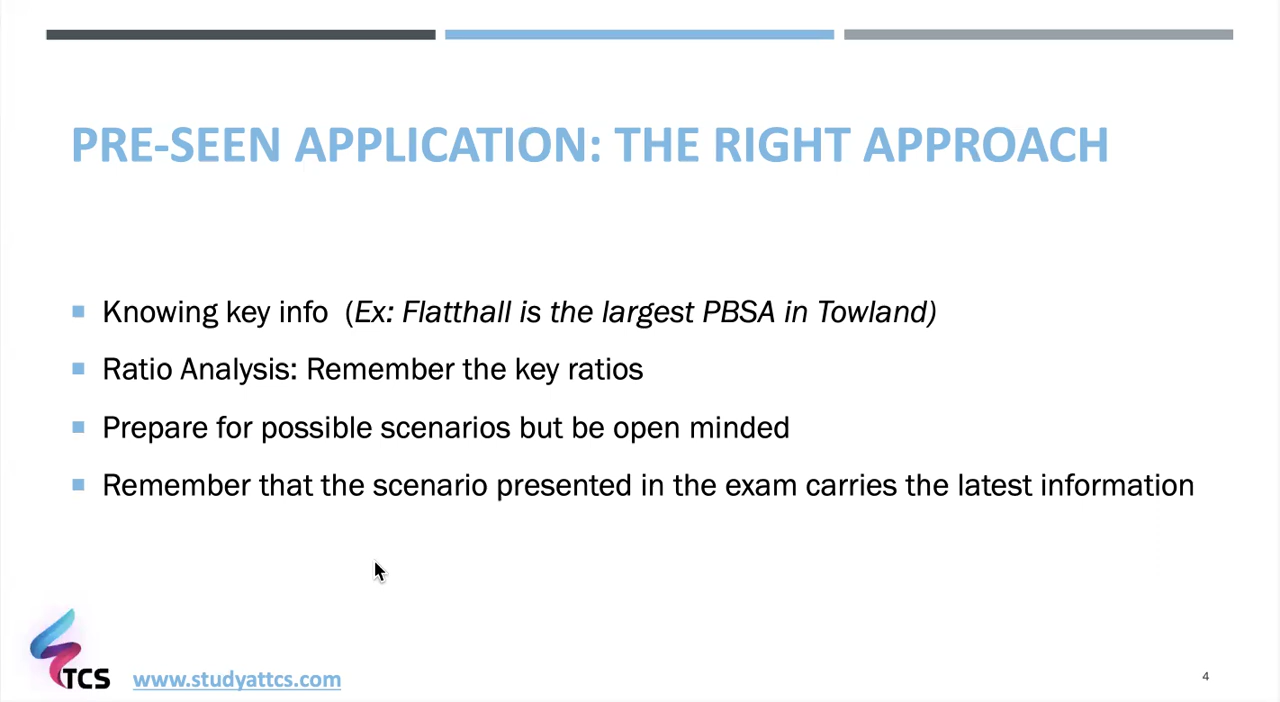 PRE-SEEN APPLICATION: THE RIGHT APPROACH
Knowing key info (Ex: Flatthall is the largest PBSA in Towland)
Ratio Analysis: Remember the key ratios
Prepare for possible scenarios but be open minded
Remember that the scenario presented in the exam carries the latest information
TCS
www.studyattcs.com
4